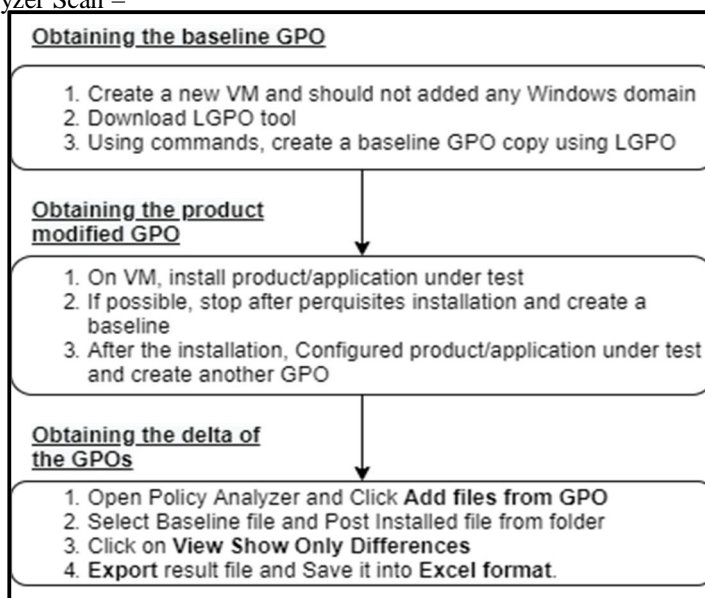 yzer Scan –
Obtaining the baseline GPO
1. Create a new VM and should not added any Windows domain
2. Download LGPO tool
3. Using commands, create a baseline GPO copy using LGPO
Obtaining the product
modified GPO
1. On VM, install product/application under test
2. If possible, stop after perquisites installation and create a
baseline
3. After the installation, Configured product/application under test
and create another GPO
Obtaining the delta of
the GPOs
1. Open Policy Analyzer and Click Add files from GPO
2. Select Baseline file and Post Installed file from folder
3. Click on View Show Only Differences
4. Export result file and Save it into Excel format.